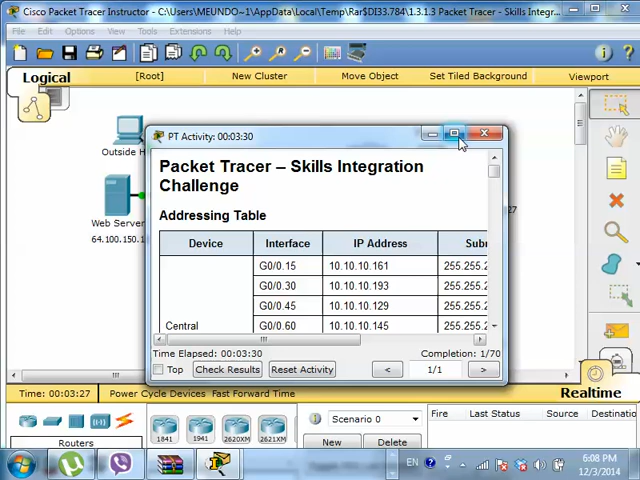 Cisco Packet Tracer Instructor - C:\Users\MEUNDO~1\AppData\Local\Temp\Rar$DI33.784\1.3.1.3 Packet Tracer - Skills Integr...
File Edit Options View Tools Extensions Help
Logical [Root] New Cluster Move Object Set Tiled Background Viewport
Outside H
Web Server
64.100.150.1
27
PT Activity: 00:03:30
Packet Tracer – Skills Integration
Challenge
Addressing Table
Device Interface IP Address Subr
G0/0.15 10.10.10.161 255.255.2
G0/0.30 10.10.10.193 255.255.2
G0/0.45 10.10.10.129 255.255.2
Central G0/0.60 10.10.10.145 255.255.2
Time Elapsed: 00:03:30 Completion: 1/70
Top Check Results Reset Activity < 1/1 >
Time: 00:03:27 Power Cycle Devices Fast Forward Time Realtime
Routers
1841 1941 2620XM 2621XM
Scenario 0
New Delete
Fire Last Status Source Destinatio
EN 6:08 PM
12/3/2014